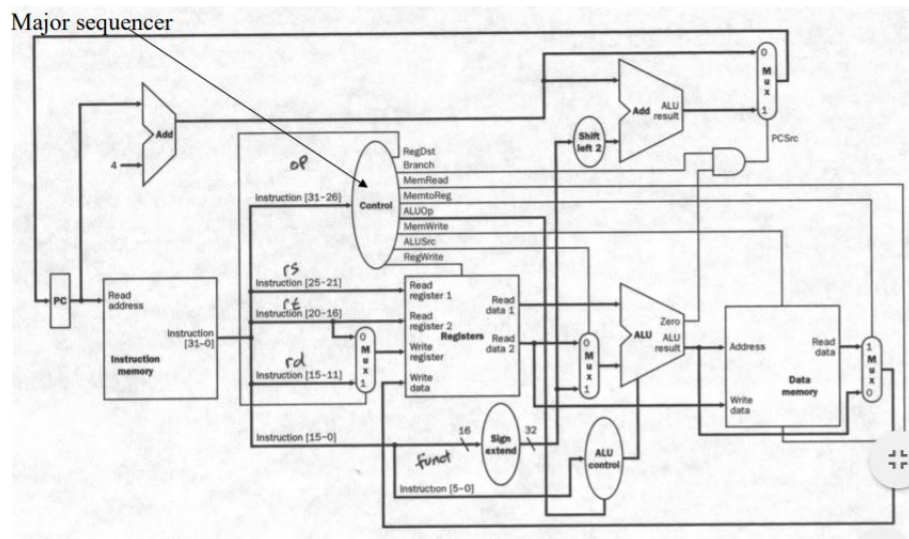 Major sequencer
Add
4
op
Instruction [31–26]
Control
RegDst
Branch
MemRead
MemtoReg
ALUOp
MemWrite
ALUSrc
RegWrite
Shift
left 2
Add
ALU
result
0
M
u
x
1
PCSrc
PC
Read
address
Instruction
[31–0]
Instruction
memory
rs
Instruction [25–21]
rt
Instruction [20–16]
rd
Instruction [15–11]
0
M
u
x
1
Read
register 1
Read
register 2
Write
register
Write
data
Registers
Read
data 1
Read
data 2
0
M
u
x
1
ALU
Zero
ALU
result
Address
Write
data
Read
data
Data
memory
1
M
u
x
0
Instruction [15–0]
funct
16
Sign
extend
32
Instruction [5–0]
ALU
control